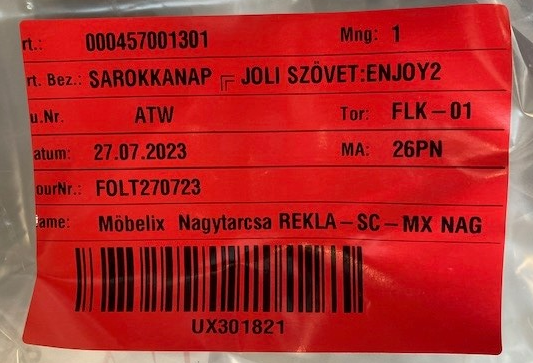 rt.: 000457001301 Mng: 1
rt. Bez.: SAROKKANAP JOLI SZÖVET:ENJOY2
u.Nr. ATW Tor: FLK-01
atum: 27.07.2023 MA: 26PN
ourNr.: FOLT270723
ame: Möbelix Nagytarcsa REKLA-SC-MX NAG
UX301821